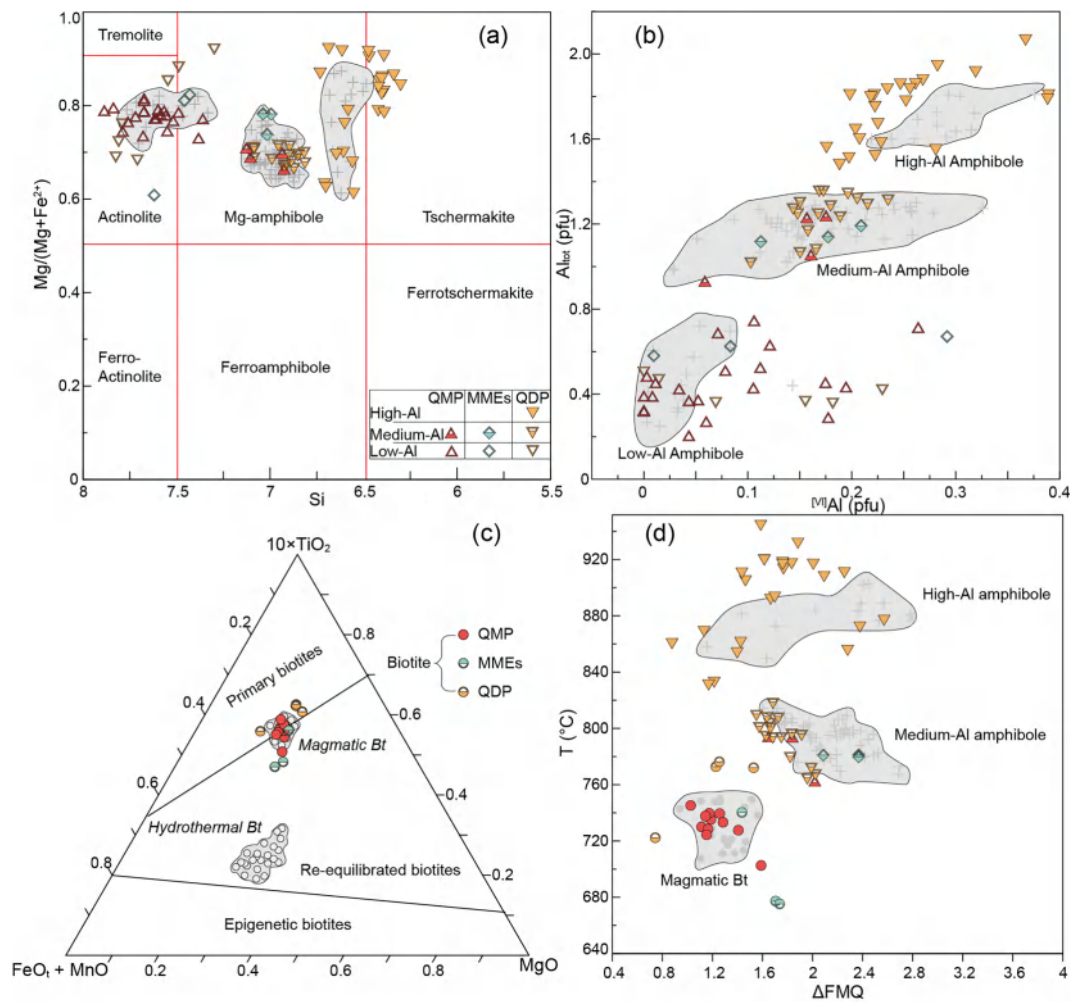 (a)
Mg/(Mg+Fe²⁺)
1.0
0.8
0.6
0.4
0.2
0
Tremolite
Actinolite
Mg-amphibole
Tschermakite
Ferro-
Actinolite
Ferroamphibole
Ferrotschermakite
QMP MMEs QDP
High-Al
Medium-Al
Low-Al
8 7.5 7 6.5 6 5.5
Si
(b)
Al_tot (pfu)
2.0
1.6
1.2
0.8
0.4
0
High-Al Amphibole
Medium-Al Amphibole
Low-Al Amphibole
0 0.1 0.2 0.3 0.4
[VI]Al (pfu)
(c)
10×TiO₂
0.2
0.8
0.4
0.6
0.6
0.4
0.8
0.2
Primary biotites
Magmatic Bt
Hydrothermal Bt
Re-equilibrated biotites
Epigenetic biotites
Biotite
QMP
MMEs
QDP
FeOₜ + MnO
0.2 0.4 0.6 0.8
MgO
(d)
T (°C)
920
880
840
800
760
720
680
640
High-Al amphibole
Medium-Al amphibole
Magmatic Bt
0.4 0.8 1.2 1.6 2 2.4 2.8 3.2 3.6 4
ΔFMQ